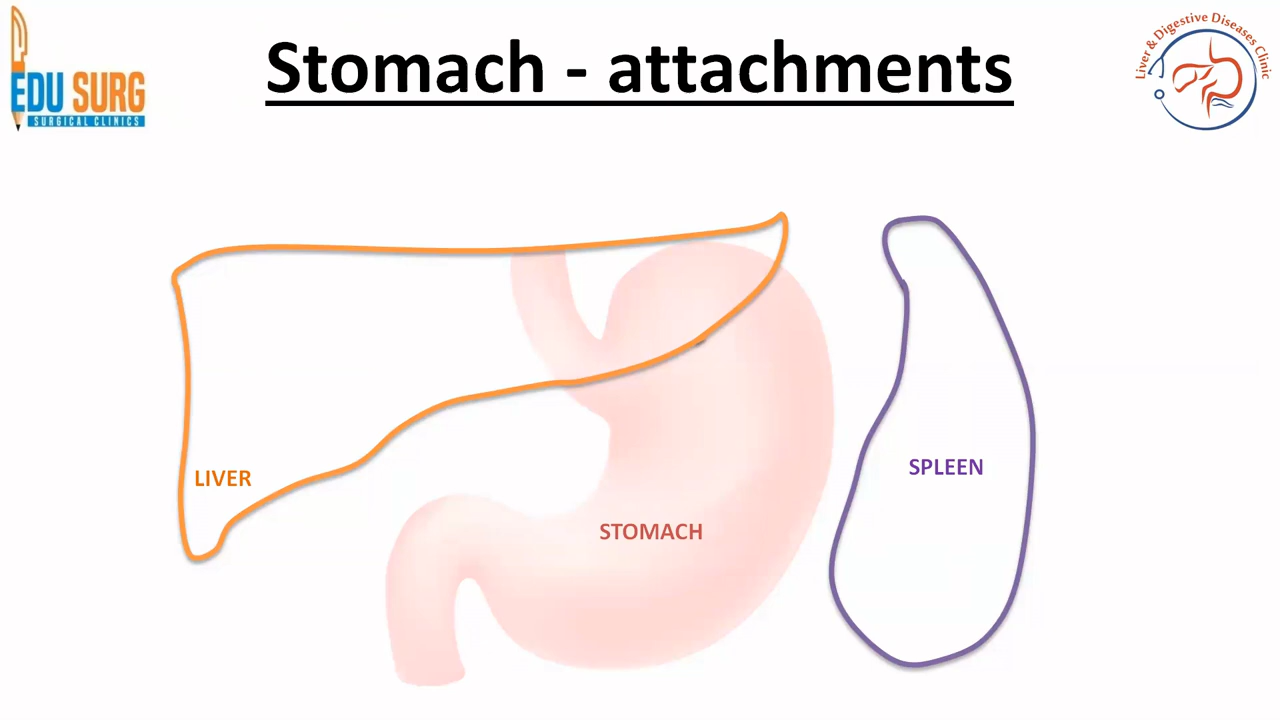 EDU SURG
SURGICAL CLINICS
Stomach - attachments
Liver & Digestive Diseases Clinic
LIVER
SPLEEN
STOMACH